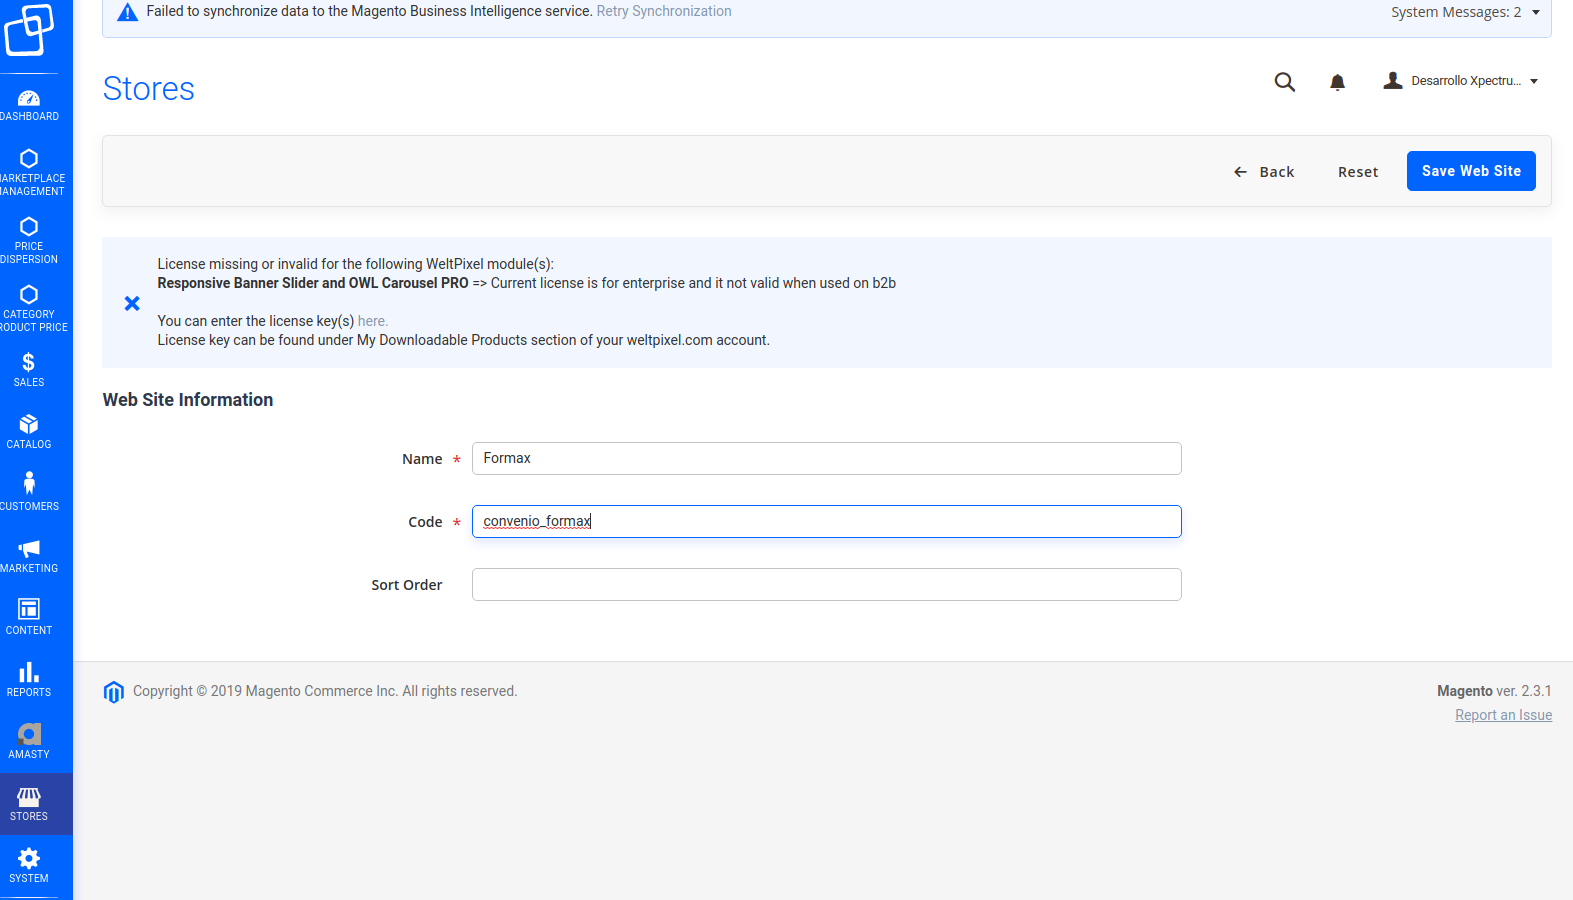 Failed to synchronize data to the Magento Business Intelligence service. Retry Synchronization
System Messages: 2
Stores
Desarrollo Xpectru...
Back
Reset
Save Web Site
License missing or invalid for the following WeltPixel module(s):
Responsive Banner Slider and OWL Carousel PRO => Current license is for enterprise and it not valid when used on b2b
You can enter the license key(s) here.
License key can be found under My Downloadable Products section of your weltpixel.com account.
Web Site Information
Name *
Formax
Code *
convenio_formax
Sort Order
DASHBOARD
MARKETPLACE
MANAGEMENT
PRICE
DISPERSION
CATEGORY
PRODUCT PRICE
SALES
CATALOG
CUSTOMERS
MARKETING
CONTENT
REPORTS
AMASTY
STORES
SYSTEM
Copyright © 2019 Magento Commerce Inc. All rights reserved.
Magento ver. 2.3.1
Report an Issue